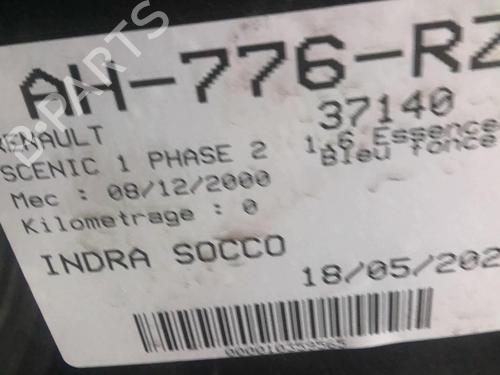 AH-776-RZ
37140
RENAULT
SCENIC 1 PHASE 2 1.6 Essence
Bleu fonce
Mec : 08/12/2000
Kilometrage : 0
INDRA SOCCO
18/05/202
B-PARTS